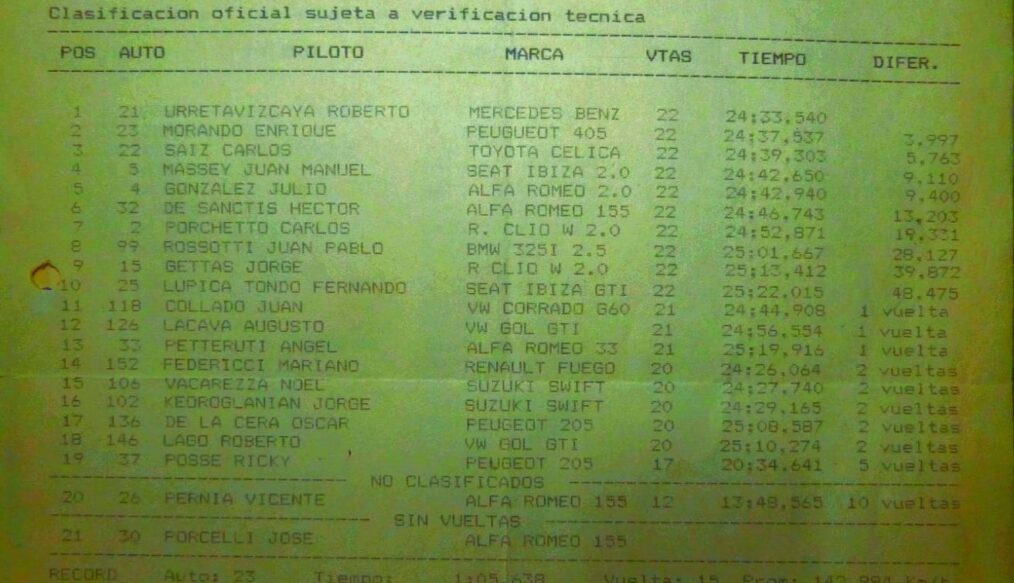 Clasificacion oficial sujeta a verificacion tecnica
POS AUTO PILOTO MARCA VTAS TIEMPO DIFER.
1 21 URRETAVIZCAYA ROBERTO MERCEDES BENZ 22 24:33,540
2 23 MORANDO ENRIQUE PEUGUEOT 405 22 24:37,537 3,997
3 22 SAIZ CARLOS TOYOTA CELICA 22 24:39,303 5,763
4 5 MASSEY JUAN MANUEL SEAT IBIZA 2.0 22 24:42,650 9,110
5 4 GONZALEZ JULIO ALFA ROMEO 2.0 22 24:42,940 9,400
6 32 DE SANCTIS HECTOR ALFA ROMEO 155 22 24:46,743 13,203
7 2 PORCHETTO CARLOS R. CLIO W 2.0 22 24:52,871 19,331
8 99 ROSSOTTI JUAN PABLO BMW 325I 2.5 22 25:01,667 28,127
9 15 GETTAS JORGE R CLIO W 2.0 22 25:13,412 39,872
10 25 LUPICA TONDO FERNANDO SEAT IBIZA GTI 22 25:22,015 48,475
11 118 COLLADO JUAN VW CORRADO G60 21 24:44,908 1 vuelta
12 126 LACAVA AUGUSTO VW GOL GTI 21 24:56,554 1 vuelta
13 33 PETTERUTI ANGEL ALFA ROMEO 33 21 25:19,916 1 vuelta
14 152 FEDERICCI MARIANO RENAULT FUEGO 20 24:26,064 2 vueltas
15 106 VACAREZZA NOEL SUZUKI SWIFT 20 24:27,740 2 vueltas
16 102 KEOROGLANIAN JORGE SUZUKI SWIFT 20 24:29,165 2 vueltas
17 136 DE LA CERA OSCAR PEUGEOT 205 20 25:08,587 2 vueltas
18 146 LAGO ROBERTO VW GOL GTI 20 25:10,274 2 vueltas
19 37 POSSE RICKY PEUGEOT 205 17 20:34,641 5 vueltas
NO CLASIFICADOS
20 26 PERNIA VICENTE ALFA ROMEO 155 12 13:48,565 10 vueltas
SIN VUELTAS
21 30 PORCELLI JOSE ALFA ROMEO 155
RECORD Auto: 23 Tiempo: 1:05,638 Vuelta: 15 Prom: